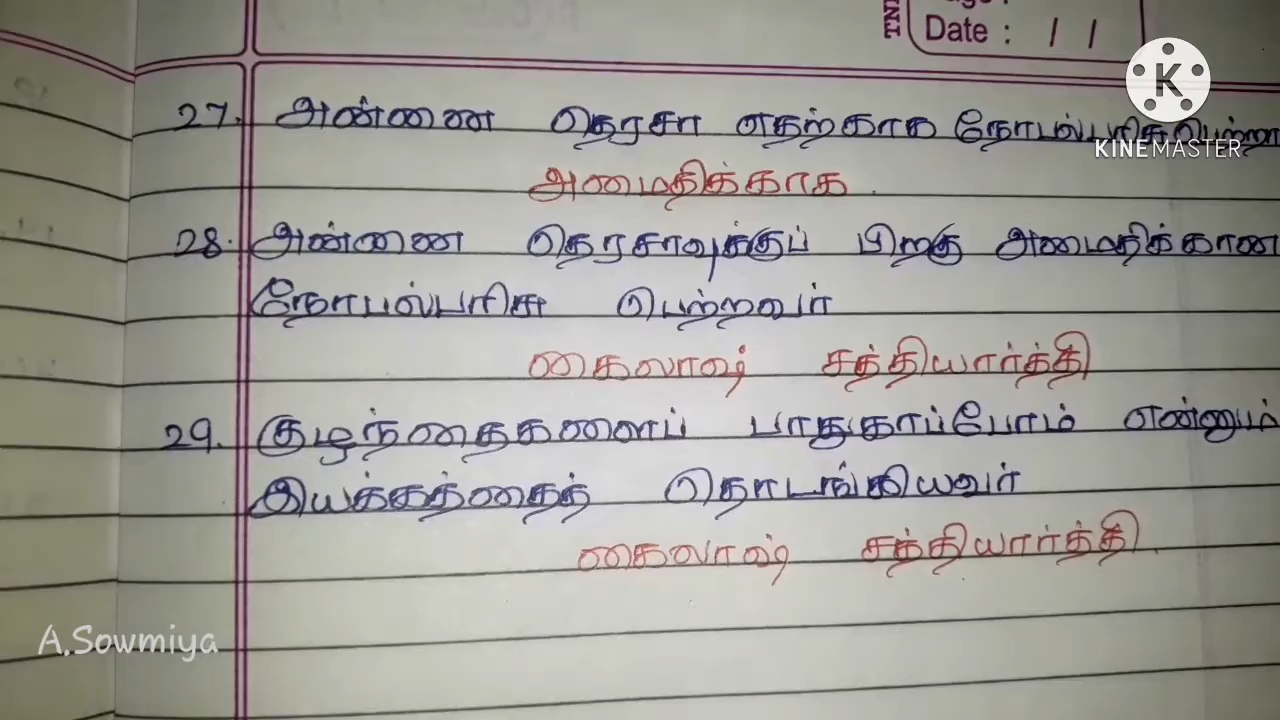 Date : / /
27. அன்னை தெரசா எதற்காக நோபல்பரிசு பெற்றா
அமைதிக்காக.
28. அன்னை தெரசாவுக்குப் பிறகு அமைதிக்கான
நோபல்பரிசு பெற்றவர்
கைலாஷ் சத்தியார்த்தி
29. குழந்தைகளைப் பாதுகாப்போம் என்னும்
இயக்கத்தைத் தொடங்கியவர்
கைலாஷ் சத்தியார்த்தி.
K
KINEMASTER
A.Sowmiya